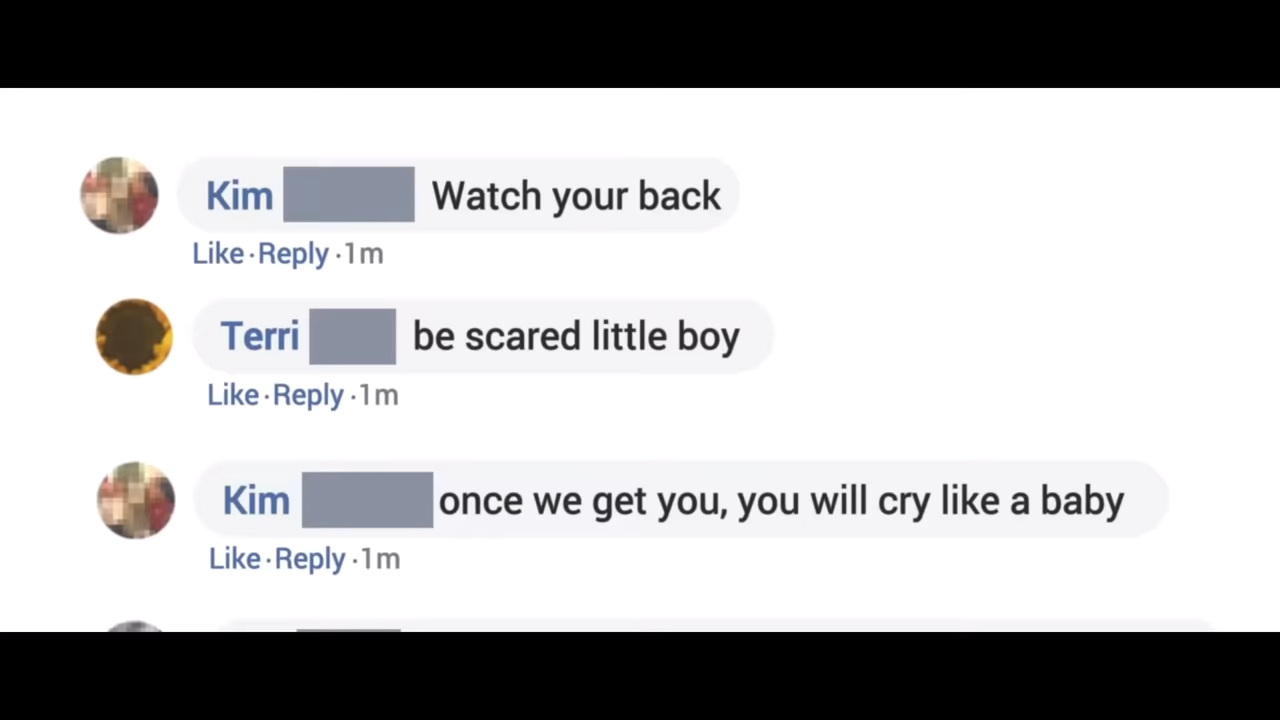 Kim Watch your back
Like · Reply · 1m
Terri be scared little boy
Like · Reply · 1m
Kim once we get you, you will cry like a baby
Like · Reply · 1m